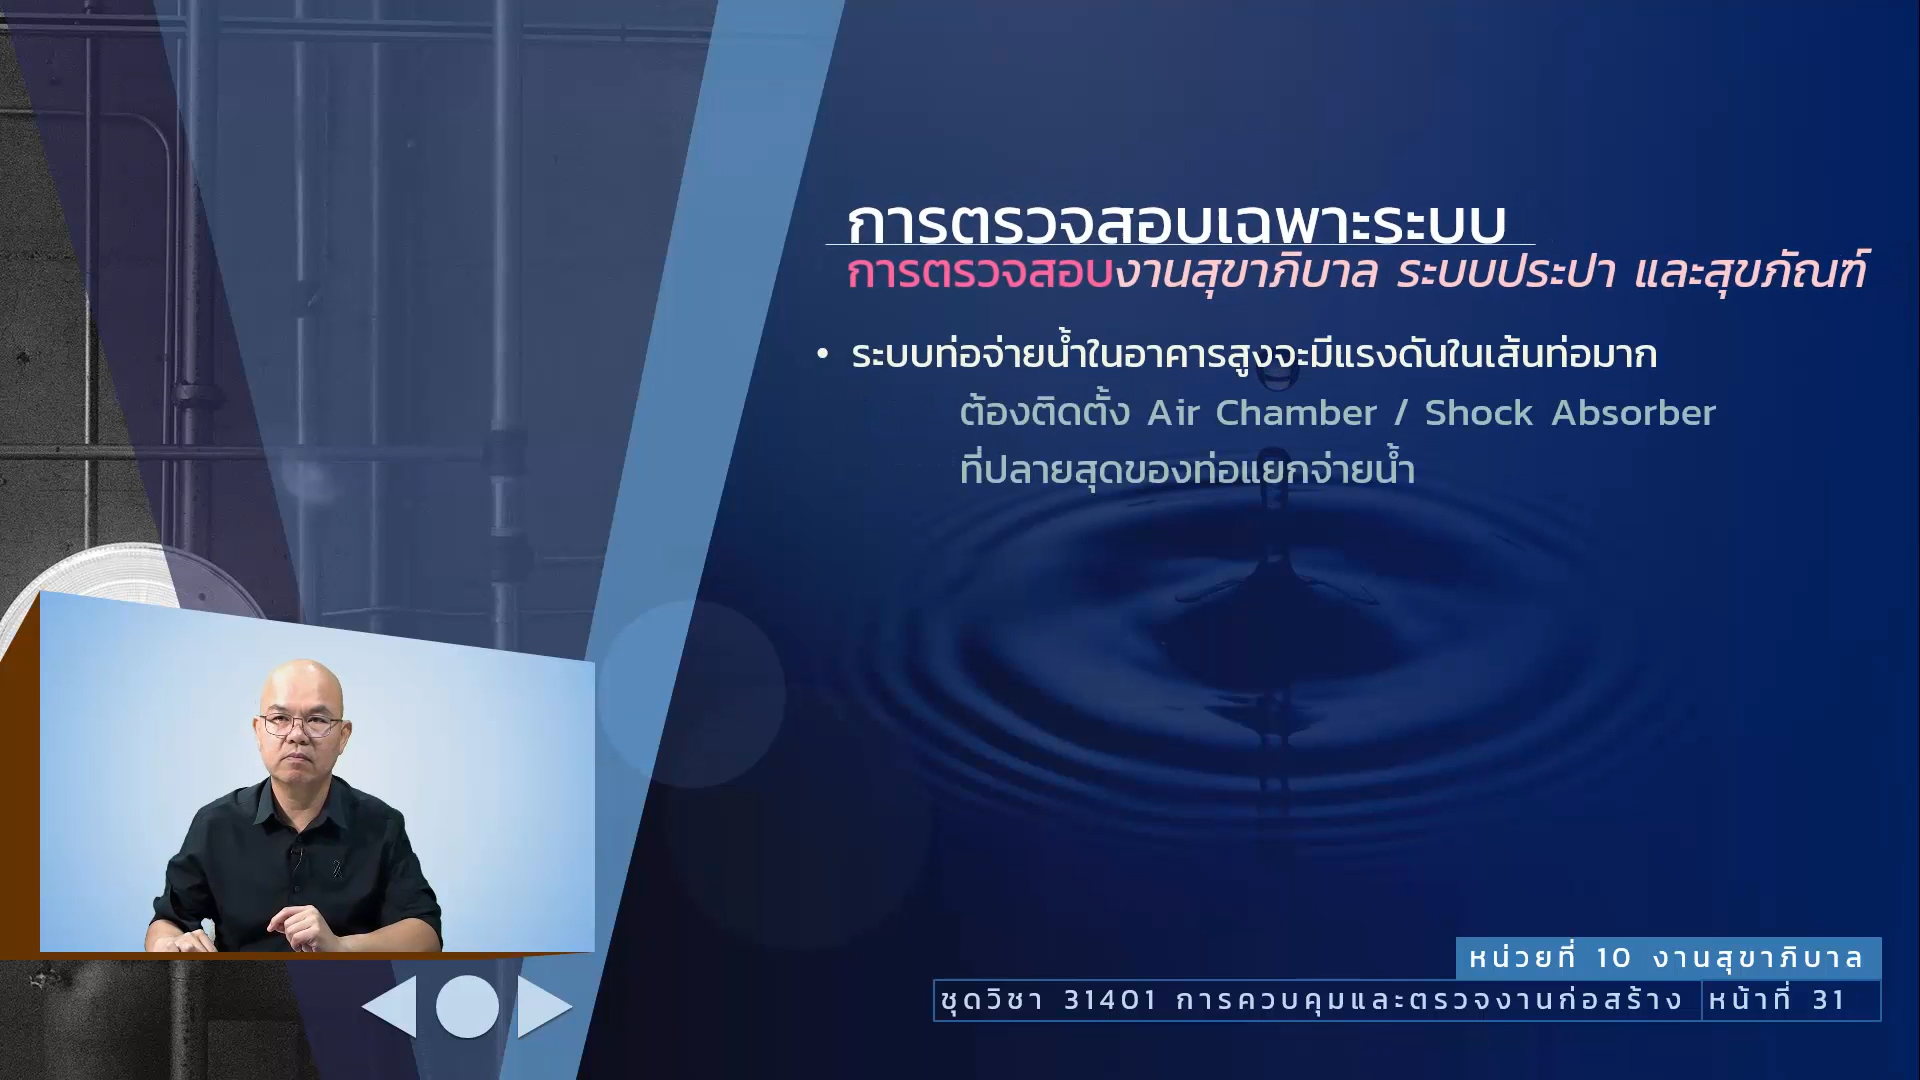 การตรวจสอบเฉพาะระบบ
การตรวจสอบงานสุขาภิบาล ระบบประปา และสุขภัณฑ์
• ระบบท่อจ่ายน้ำในอาคารสูงจะมีแรงดันในเส้นท่อมาก
ต้องติดตั้ง Air Chamber / Shock Absorber
ที่ปลายสุดของท่อแยกจ่ายน้ำ
หน่วยที่ 10 งานสุขาภิบาล
ชุดวิชา 31401 การควบคุมและตรวจงานก่อสร้าง หน้าที่ 31